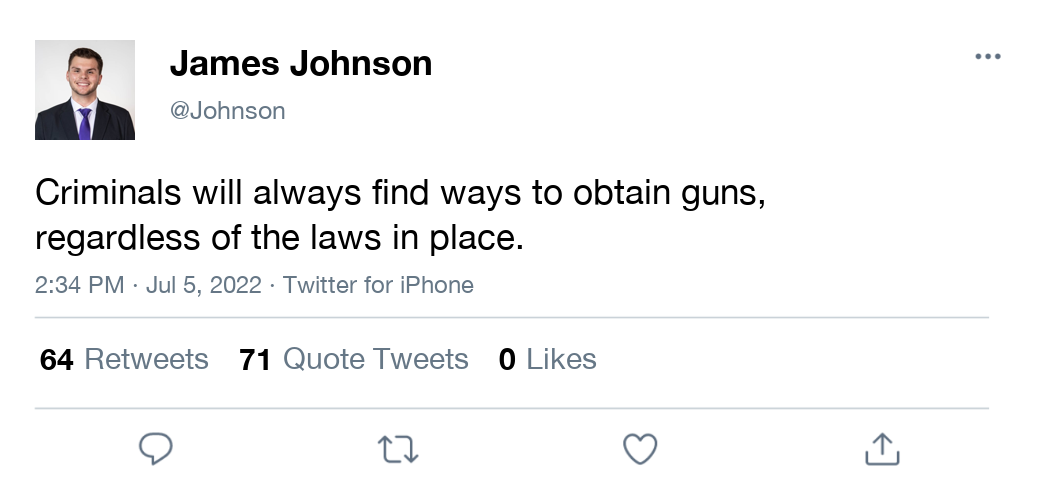 James Johnson
@Johnson
Criminals will always find ways to obtain guns,
regardless of the laws in place.
2:34 PM · Jul 5, 2022 · Twitter for iPhone
64 Retweets 71 Quote Tweets 0 Likes